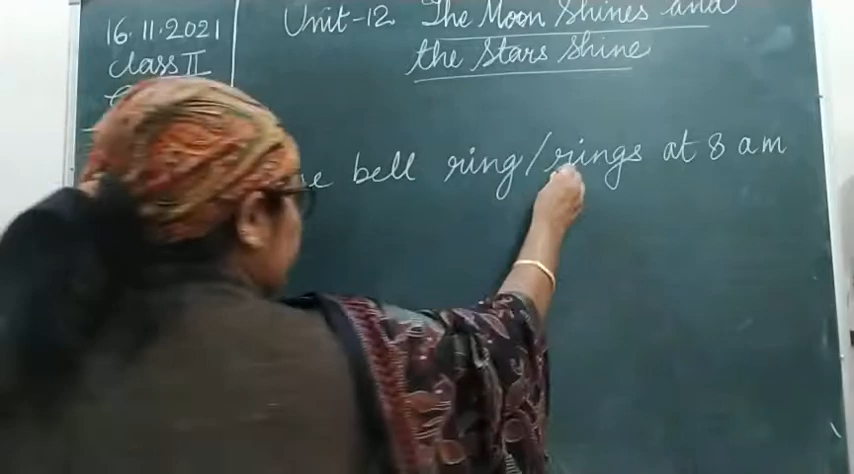 16.11.2021
Class II
Unit-12. The Moon Shines and
the Stars Shine
bell ring/rings at 8 am